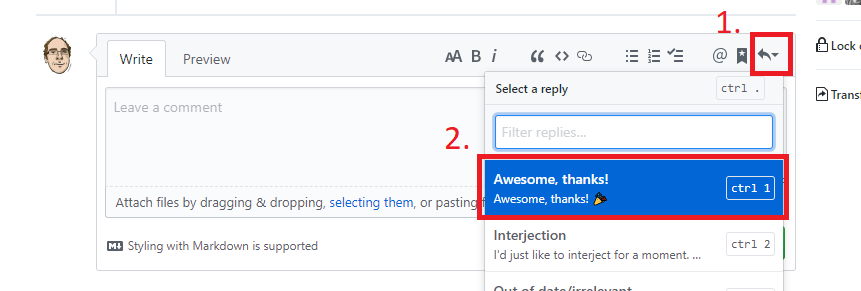 1.
Write
Preview
AA B i
@
Lock
Select a reply
ctrl .
Leave a comment
Filter replies...
Transf
2.
Awesome, thanks!
Awesome, thanks!
ctrl 1
Attach files by dragging & dropping, selecting them, or pasting f
Interjection
I'd just like to interject for a moment. ...
ctrl 2
Styling with Markdown is supported
Out of date/irrelevant